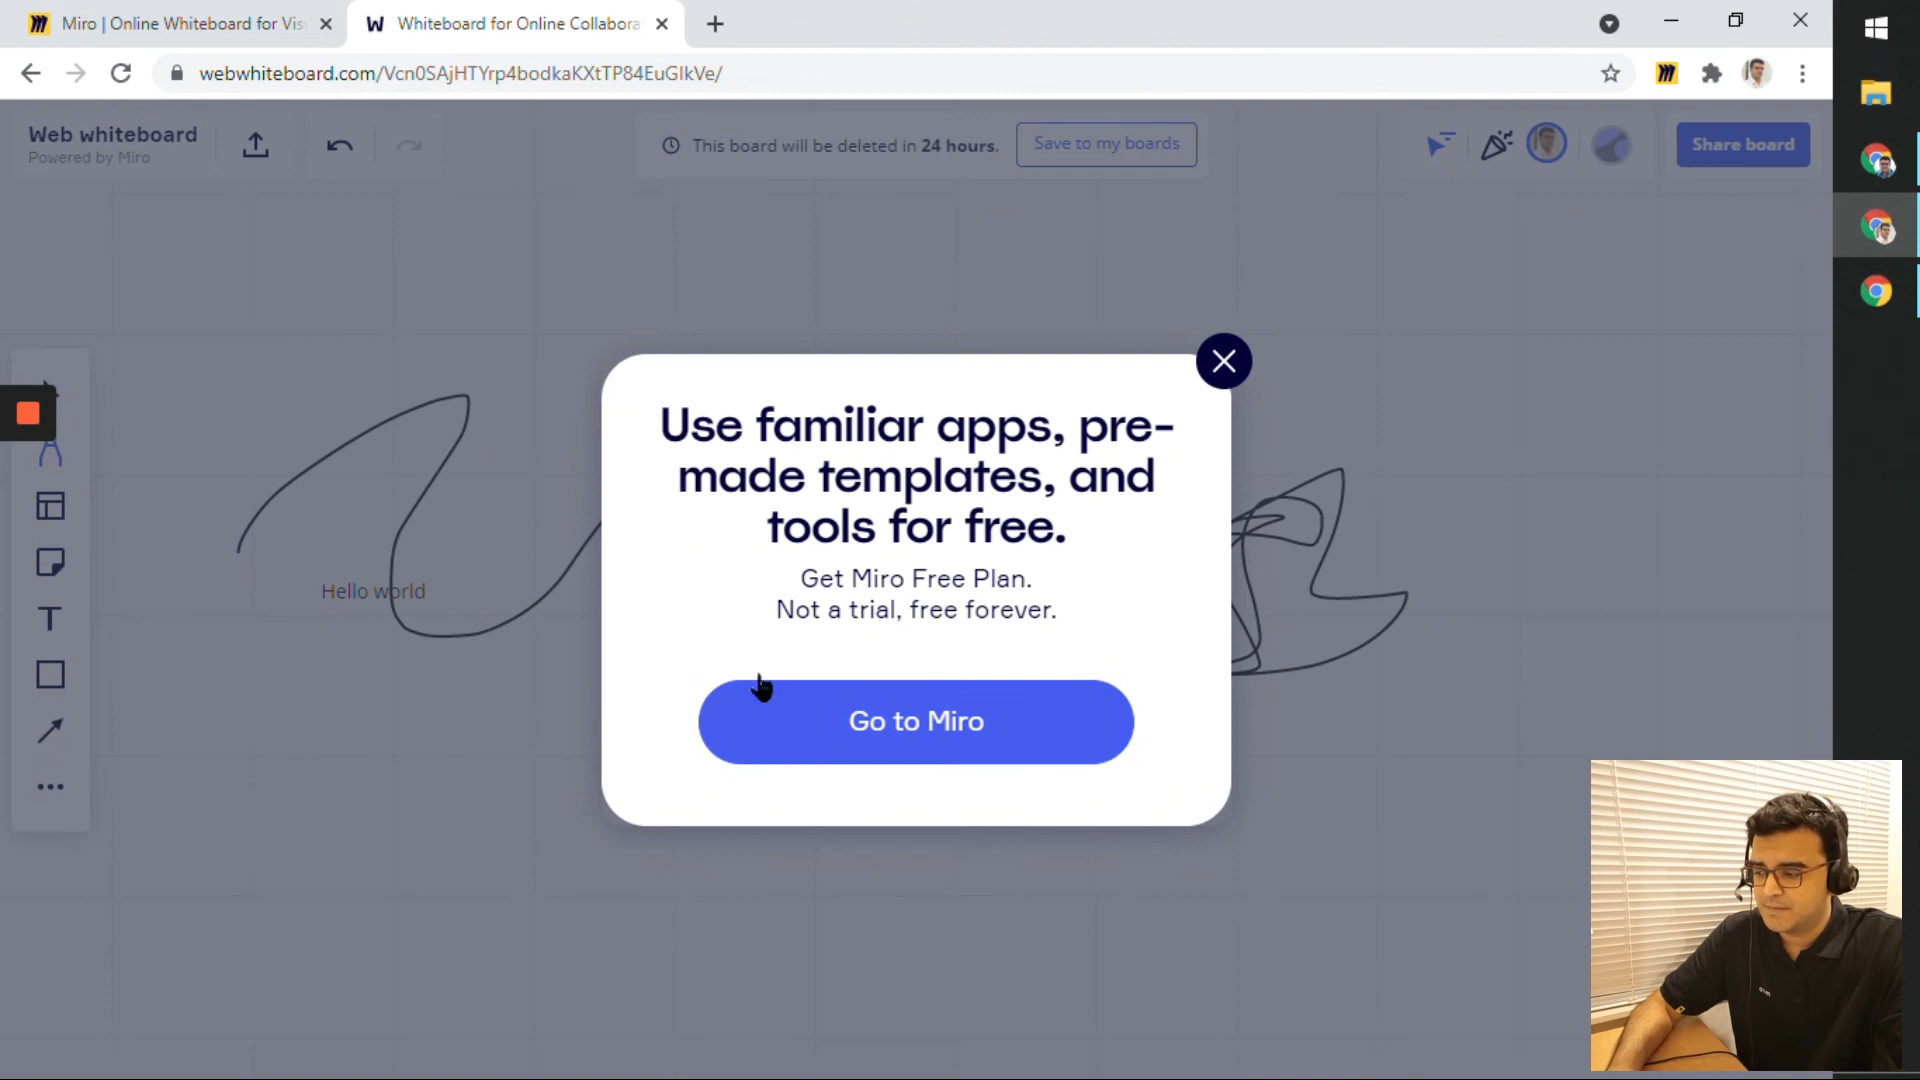 Miro | Online Whiteboard for Vis
Whiteboard for Online Collabora
webwhiteboard.com/Vcn0SAjHTYrp4bodkaKXtTP84EuGlkVe/
Web whiteboard
Powered by Miro
This board will be deleted in 24 hours.
Save to my boards
Share board
Use familiar apps, pre-
made templates, and
tools for free.
Get Miro Free Plan.
Not a trial, free forever.
Hello world
Go to Miro